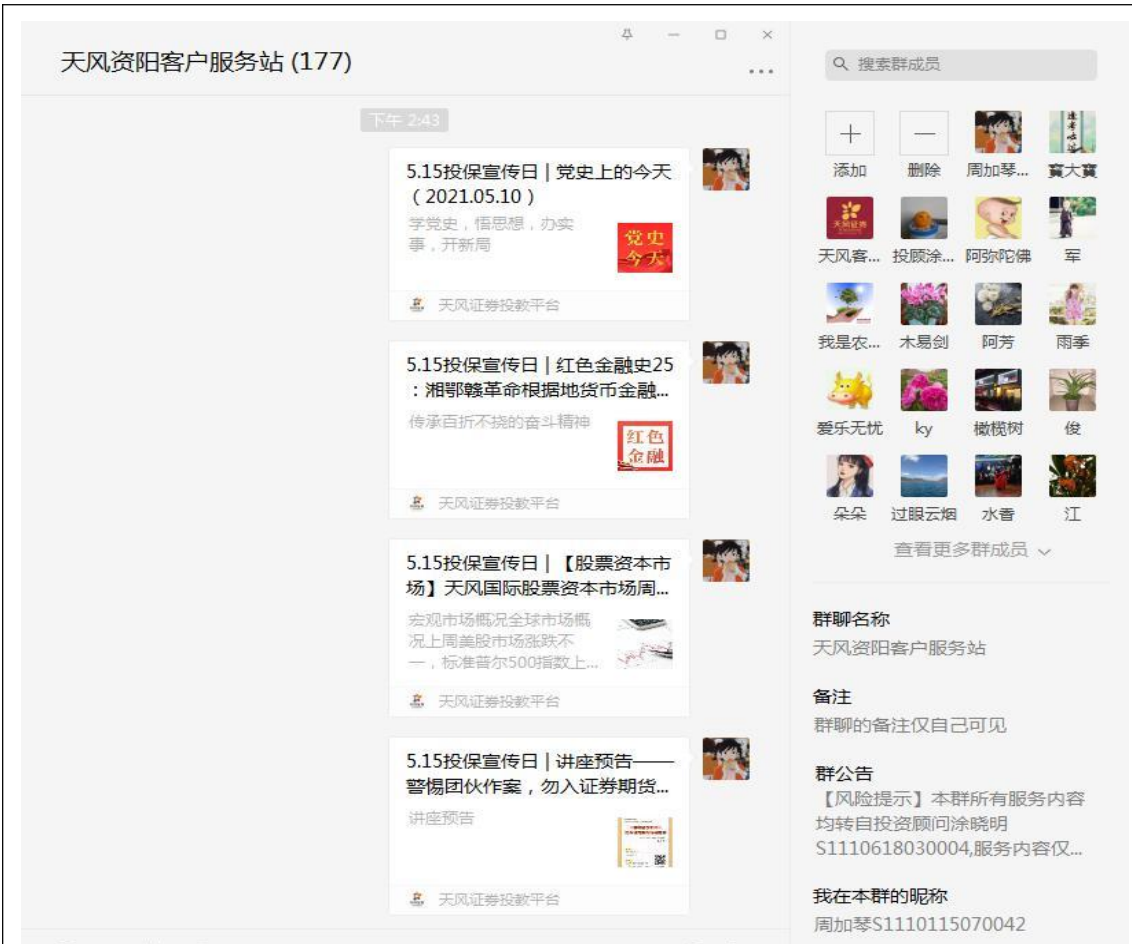 天风资阳客户服务站 (177)
下午 2:43
5.15投保宣传日 | 党史上的今天
（2021.05.10）
学党史，悟思想，办实
事，开新局
党史
今天
天风证券投教平台
5.15投保宣传日 | 红色金融史25
：湘鄂赣革命根据地货币金融...
传承百折不挠的奋斗精神
红色
金融
天风证券投教平台
5.15投保宣传日 | 【股票资本市
场】天风国际股票资本市场周...
宏观市场概况全球市场概
况上周美股市场涨跌不
一，标准普尔500指数上...
天风证券投教平台
5.15投保宣传日 | 讲座预告——
警惕团伙作案，勿入证券期货...
讲座预告
天风证券投教平台
搜索群成员
添加
删除
周加琴...
寳大寳
天风证券
天风客...
投顾涂...
阿弥陀佛
军
我是农...
木易剑
阿芳
雨季
爱乐无忧
ky
橄榄树
俊
朵朵
过眼云烟
水香
江
查看更多群成员
群聊名称
天风资阳客户服务站
备注
群聊的备注仅自己可见
群公告
【风险提示】本群所有服务内容
均转自投资顾问涂晓明
S1110618030004,服务内容仅...
我在本群的昵称
周加琴S1110115070042